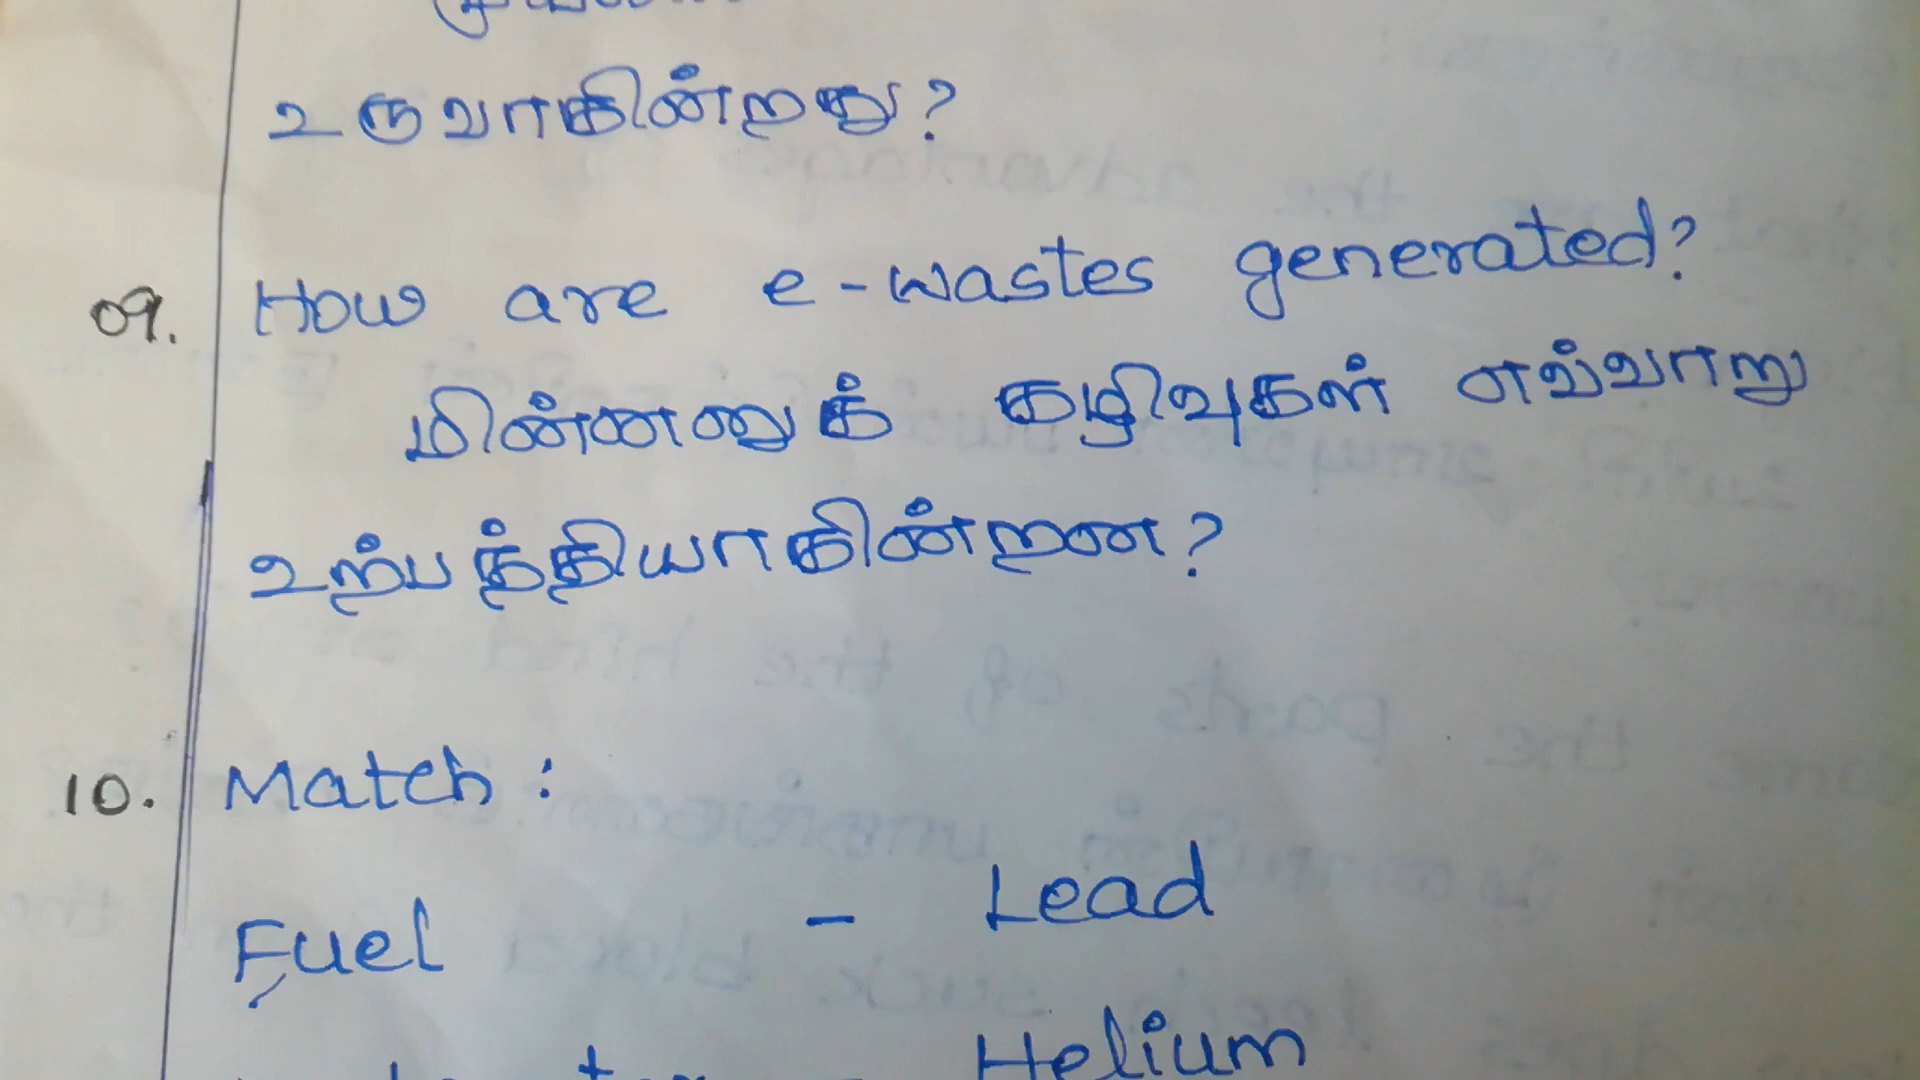 உருவாகின்றது?
09. How are e-wastes generated?
மின்னணுக் கழிவுகள் எவ்வாறு
உற்பத்தியாகின்றன?
10. Match:
Fuel - Lead
Helium